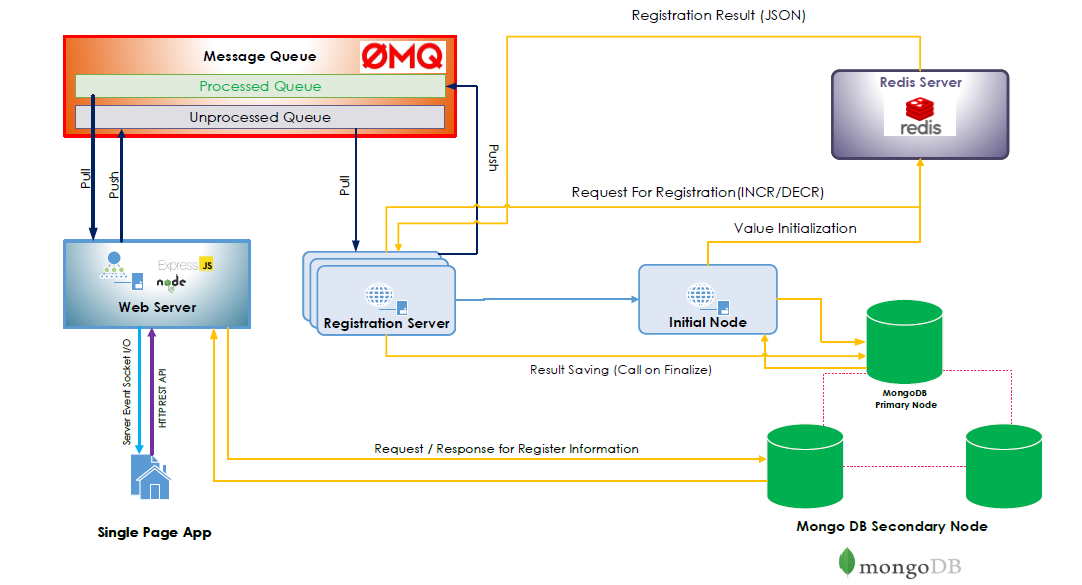 Registration Result (JSON)
Message Queue
ØMQ
Processed Queue
Unprocessed Queue
Redis Server
redis
Pull
Push
Pull
Push
Request For Registration(INCR/DECR)
Value Initialization
Express JS
node
JS
Web Server
Registration Server
Initial Node
Server Event Socket I/O
HTTP REST API
Result Saving (Call on Finalize)
MongoDB
Primary Node
Request / Response for Register Information
Single Page App
Mongo DB Secondary Node
mongoDB